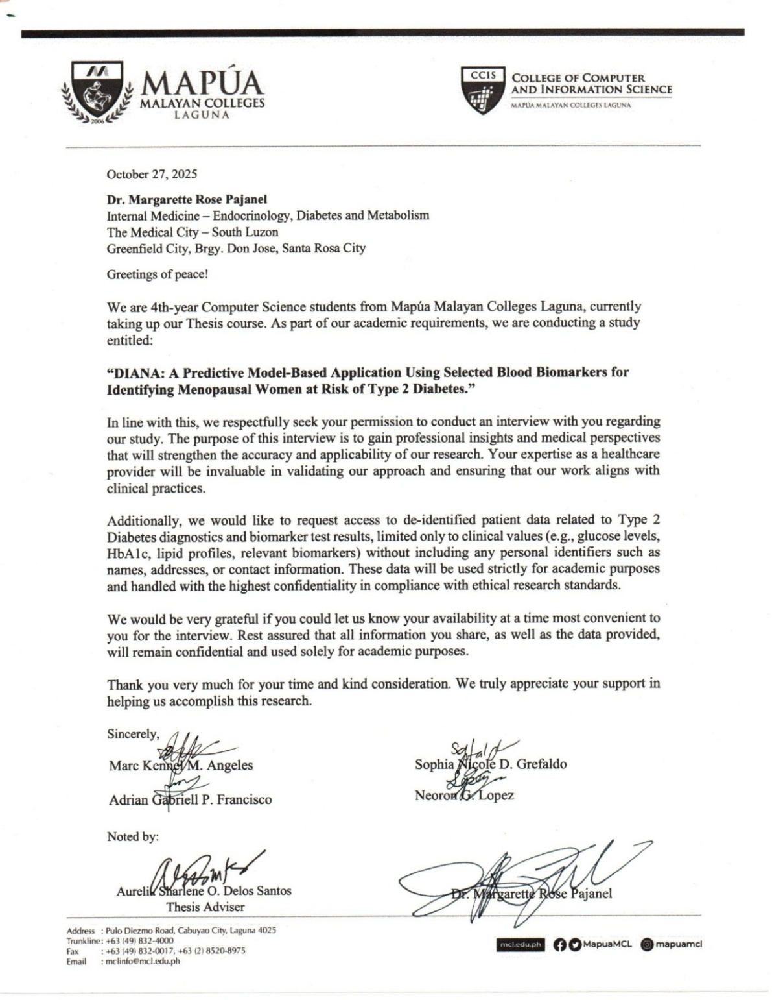 MAPÚA
MALAYAN COLLEGES
LAGUNA
2006
CCIS
COLLEGE OF COMPUTER
AND INFORMATION SCIENCE
MAPÚA MALAYAN COLLEGES LAGUNA
October 27, 2025
Dr. Margarette Rose Pajanel
Internal Medicine – Endocrinology, Diabetes and Metabolism
The Medical City – South Luzon
Greenfield City, Brgy. Don Jose, Santa Rosa City
Greetings of peace!
We are 4th-year Computer Science students from Mapúa Malayan Colleges Laguna, currently
taking up our Thesis course. As part of our academic requirements, we are conducting a study
entitled:
“DIANA: A Predictive Model-Based Application Using Selected Blood Biomarkers for
Identifying Menopausal Women at Risk of Type 2 Diabetes.”
In line with this, we respectfully seek your permission to conduct an interview with you regarding
our study. The purpose of this interview is to gain professional insights and medical perspectives
that will strengthen the accuracy and applicability of our research. Your expertise as a healthcare
provider will be invaluable in validating our approach and ensuring that our work aligns with
clinical practices.
Additionally, we would like to request access to de-identified patient data related to Type 2
Diabetes diagnostics and biomarker test results, limited only to clinical values (e.g., glucose levels,
HbA1c, lipid profiles, relevant biomarkers) without including any personal identifiers such as
names, addresses, or contact information. These data will be used strictly for academic purposes
and handled with the highest confidentiality in compliance with ethical research standards.
We would be very grateful if you could let us know your availability at a time most convenient to
you for the interview. Rest assured that all information you share, as well as the data provided,
will remain confidential and used solely for academic purposes.
Thank you very much for your time and kind consideration. We truly appreciate your support in
helping us accomplish this research.
Sincerely,
Marc Kennel M. Angeles
Sophia Nicole D. Grefaldo
Adrian Gabriell P. Francisco
Neoron G. Lopez
Noted by:
Sharlene O. Delos Santos
Thesis Adviser
Dr. Margarette Rose Pajanel
Address : Pulo Diezmo Road, Cabuyao City, Laguna 4025
Trunkline: +63 (49) 832-4000
Fax : +63 (49) 832-0017, +63 (2) 8520-8975
Email : mclinfo@mcl.edu.ph
mcl.edu.ph MapuaMCL mapuamcl